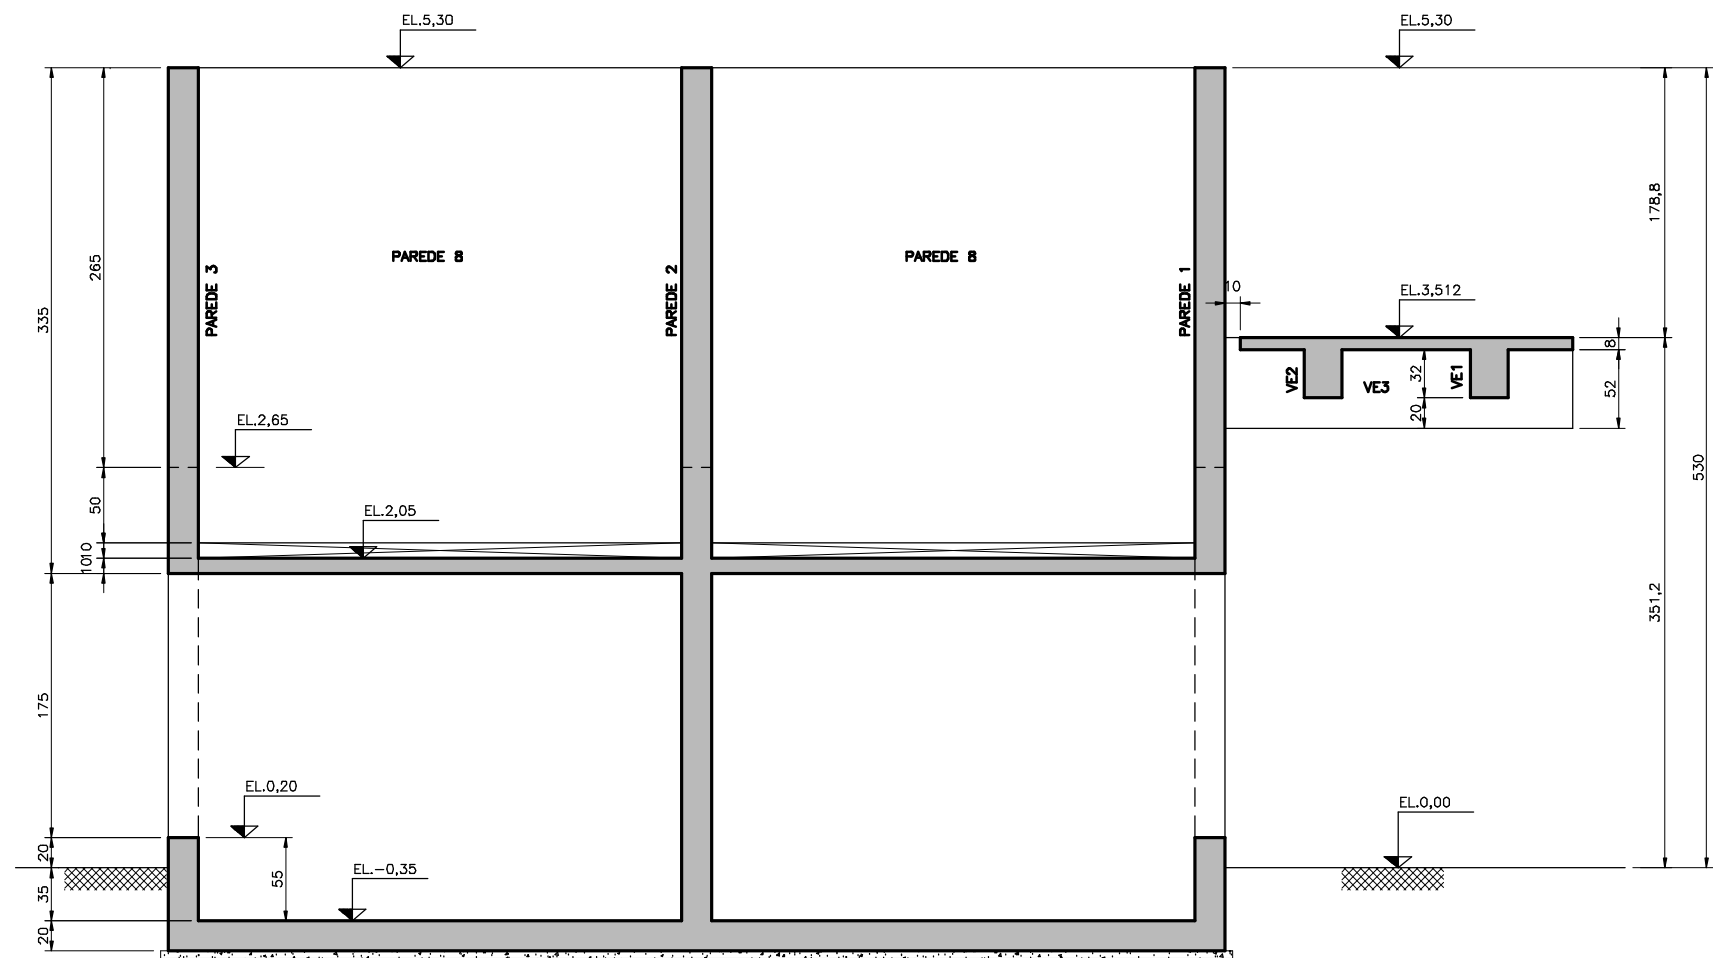 EL.5,30
EL.5,30
178,8
265
335
PAREDE 8
PAREDE 8
PAREDE 3
PAREDE 2
PAREDE 1
10
EL.3,512
8
32
52
VE2
VE3
VE1
20
EL.2,65
530
50
EL.2,05
10
10
351,2
175
EL.0,20
EL.0,00
20
55
EL.-0,35
35
20